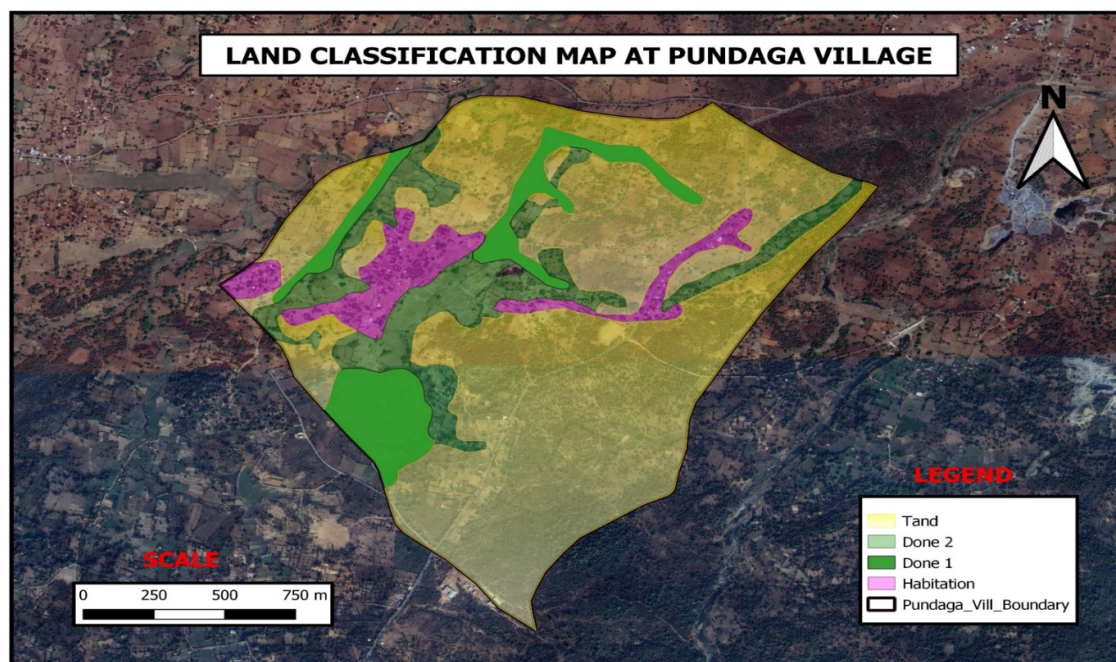 LAND CLASSIFICATION MAP AT PUNDAGA VILLAGE
N
LEGEND
Tand
Done 2
Done 1
Habitation
Pundaga_Vill_Boundary
SCALE
0 250 500 750 m